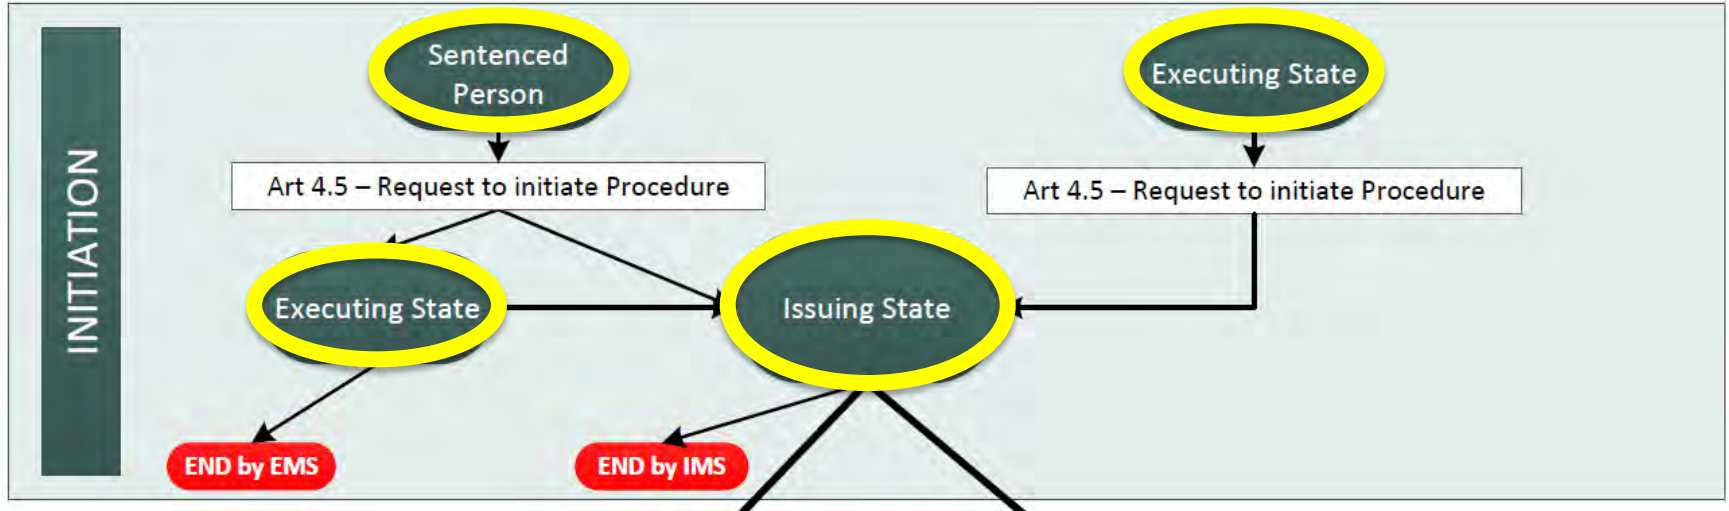 INITIATION
Sentenced
Person
Executing State
Art 4.5 – Request to initiate Procedure
Art 4.5 – Request to initiate Procedure
Executing State
Issuing State
END by EMS
END by IMS